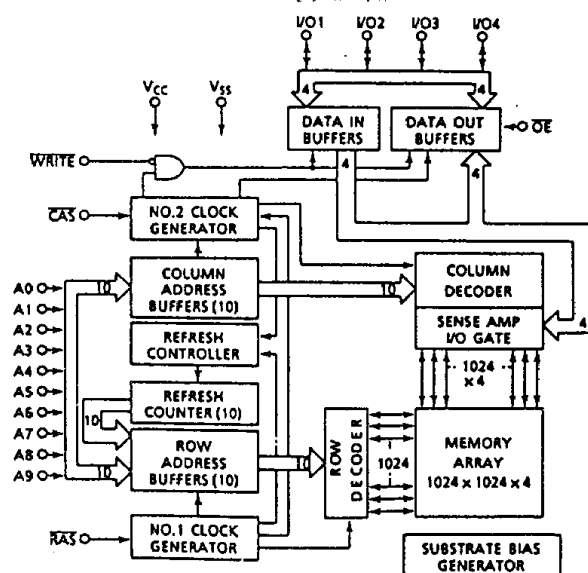 I/O1 I/O2 I/O3 I/O4
VCC VSS
4 4
DATA IN BUFFERS
DATA OUT BUFFERS
OE
WRITE
4
4
CAS
NO.2 CLOCK GENERATOR
A0
A1
A2
A3
A4
A5
A6
A7
A8
A9
10
COLUMN ADDRESS BUFFERS (10)
10
COLUMN DECODER
SENSE AMP I/O GATE
4
REFRESH CONTROLLER
1024 × 4
REFRESH COUNTER (10)
10
10
ROW ADDRESS BUFFERS (10)
10
ROW DECODER
1024
MEMORY ARRAY
1024 x 1024 x 4
RAS
NO.1 CLOCK GENERATOR
SUBSTRATE BIAS GENERATOR